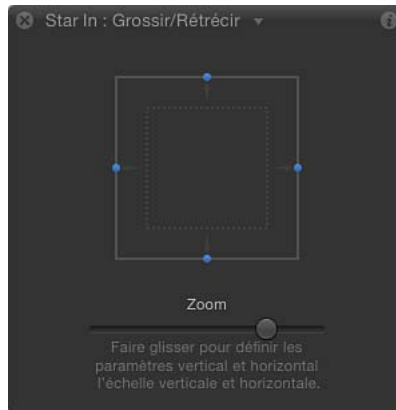 Star In : Grossir/Rétrécir
Zoom
Faire glisser pour définir les
paramètres vertical et horizontal
l'échelle verticale et horizontale.